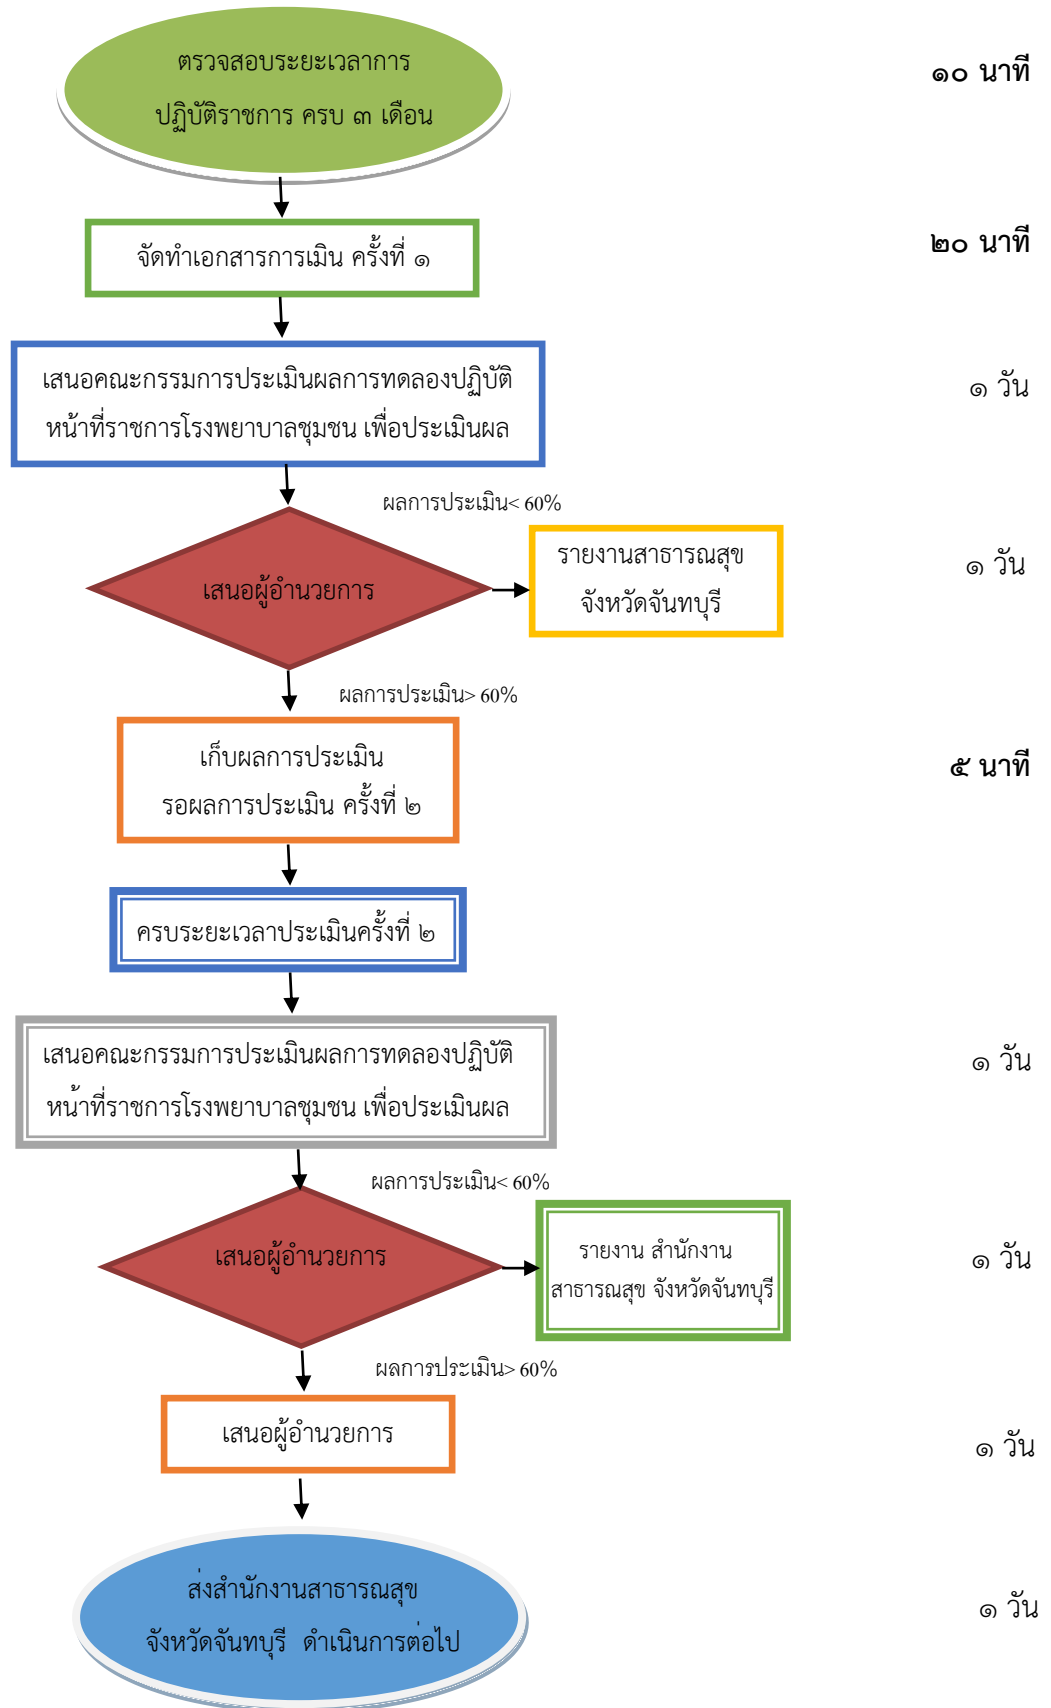 ตรวจสอบระยะเวลาการ
ปฏิบัติราชการ ครบ ๓ เดือน
๑๐ นาที
จัดทำเอกสารการเมิน ครั้งที่ ๑
๒๐ นาที
เสนอคณะกรรมการประเมินผลการทดลองปฏิบัติ
หน้าที่ราชการโรงพยาบาลชุมชน เพื่อประเมินผล
๑ วัน
ผลการประเมิน< 60%
เสนอผู้อำนวยการ
รายงานสาธารณสุข
จังหวัดจันทบุรี
๑ วัน
ผลการประเมิน> 60%
เก็บผลการประเมิน
รอผลการประเมิน ครั้งที่ ๒
๕ นาที
ครบระยะเวลาประเมินครั้งที่ ๒
เสนอคณะกรรมการประเมินผลการทดลองปฏิบัติ
หน้าที่ราชการโรงพยาบาลชุมชน เพื่อประเมินผล
๑ วัน
ผลการประเมิน< 60%
เสนอผู้อำนวยการ
รายงาน สำนักงาน
สาธารณสุข จังหวัดจันทบุรี
๑ วัน
ผลการประเมิน> 60%
เสนอผู้อำนวยการ
๑ วัน
ส่งสำนักงานสาธารณสุข
จังหวัดจันทบุรี ดำเนินการต่อไป
๑ วัน